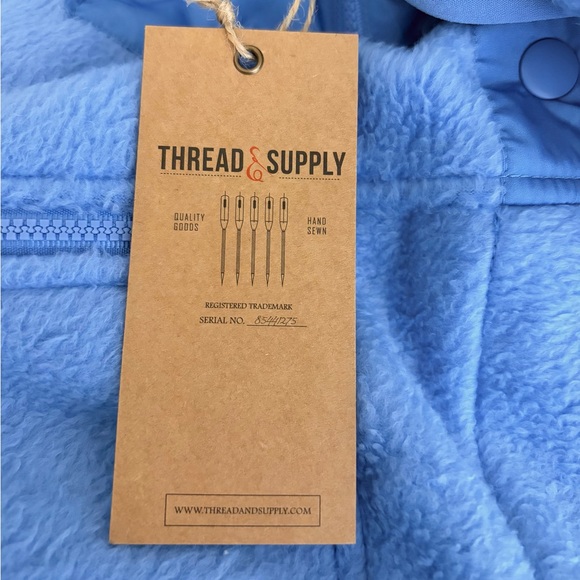 THREAD & SUPPLY
QUALITY GOODS
HAND SEWN
REGISTERED TRADEMARK
SERIAL NO. 85441275
WWW.THREADANDSUPPLY.COM